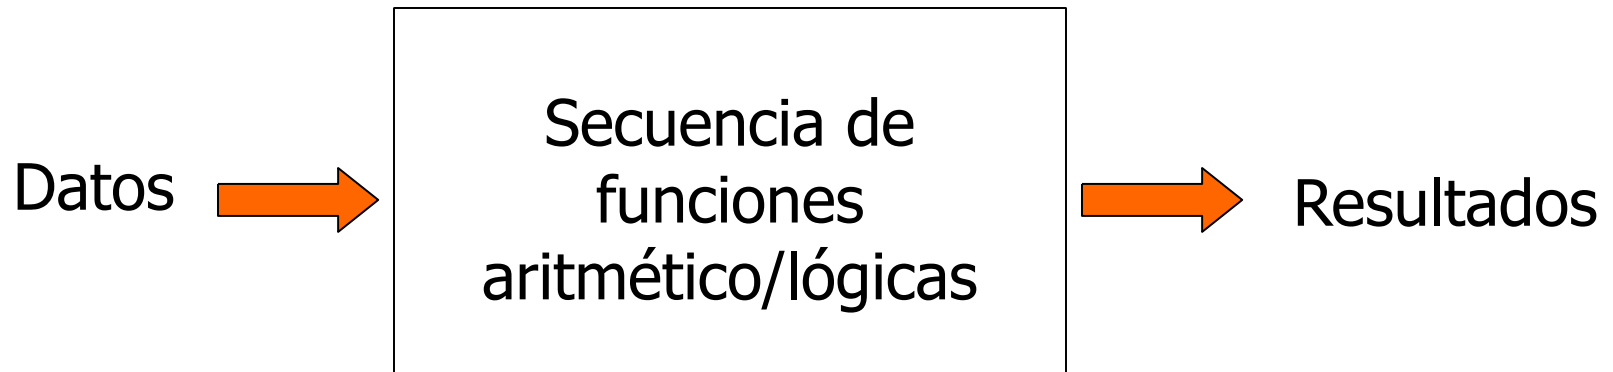 Datos
Secuencia de
funciones
aritmético/lógicas
Resultados